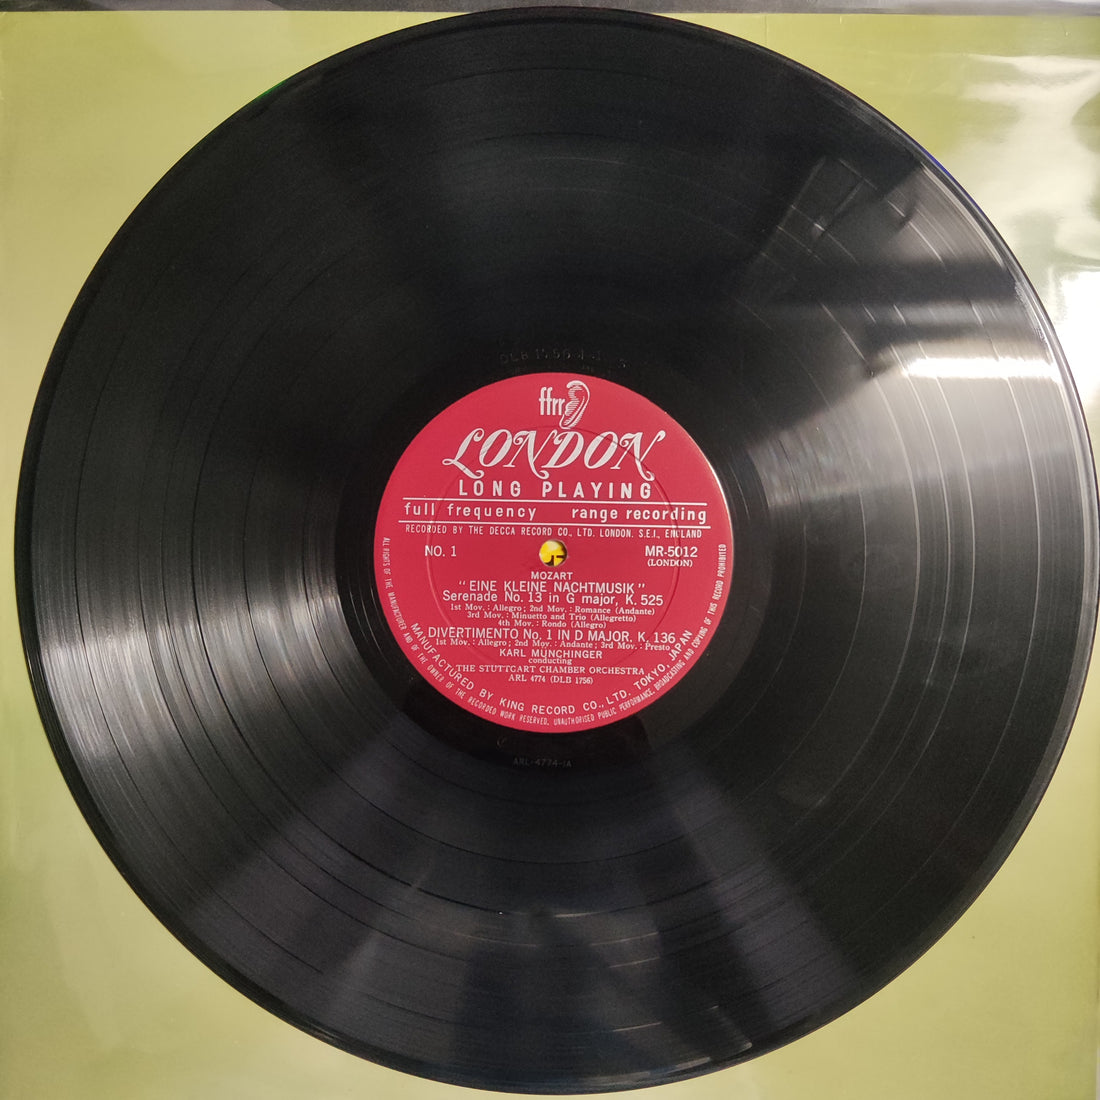 ffrr
LONDON
LONG PLAYING
full frequency range recording
RECORDED BY THE DECCA RECORD CO., LTD. LONDON. S.E.I., ENGLAND
NO. 1
MR-5012
(LONDON)
MOZART
"EINE KLEINE NACHTMUSIK"
Serenade No. 13 in G major, K. 525
1st Mov. : Allegro ; 2nd Mov. : Romance (Andante)
3rd Mov. : Minuetto and Trio (Allegretto)
4th Mov. : Rondo (Allegro)
DIVERTIMENTO No. 1 IN D MAJOR. K. 136
1st Mov. : Allegro ; 2nd Mov. : Andante ; 3rd Mov. : Presto
KARL MÜNCHINGER
conducting
THE STUTTGART CHAMBER ORCHESTRA
ARL 4774 (DLB 1756)
MANUFACTURED BY KING RECORD CO., LTD. TOKYO, JAPAN
ALL RIGHTS OF THE MANUFACTURER AND OF THE OWNER OF THE RECORDED WORK RESERVED. UNAUTHORISED PUBLIC PERFORMANCE, BROADCASTING AND COPYING OF THIS RECORD PROHIBITED
ARL-4774-1A